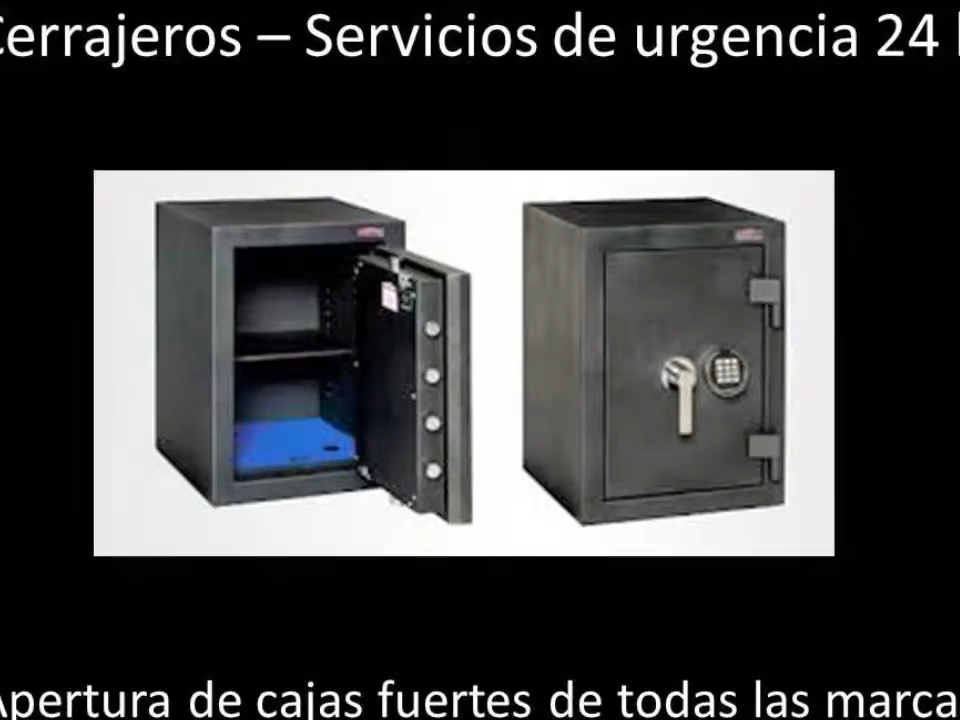 Cerrajeros – Servicios de urgencia 24 h
Apertura de cajas fuertes de todas las marca